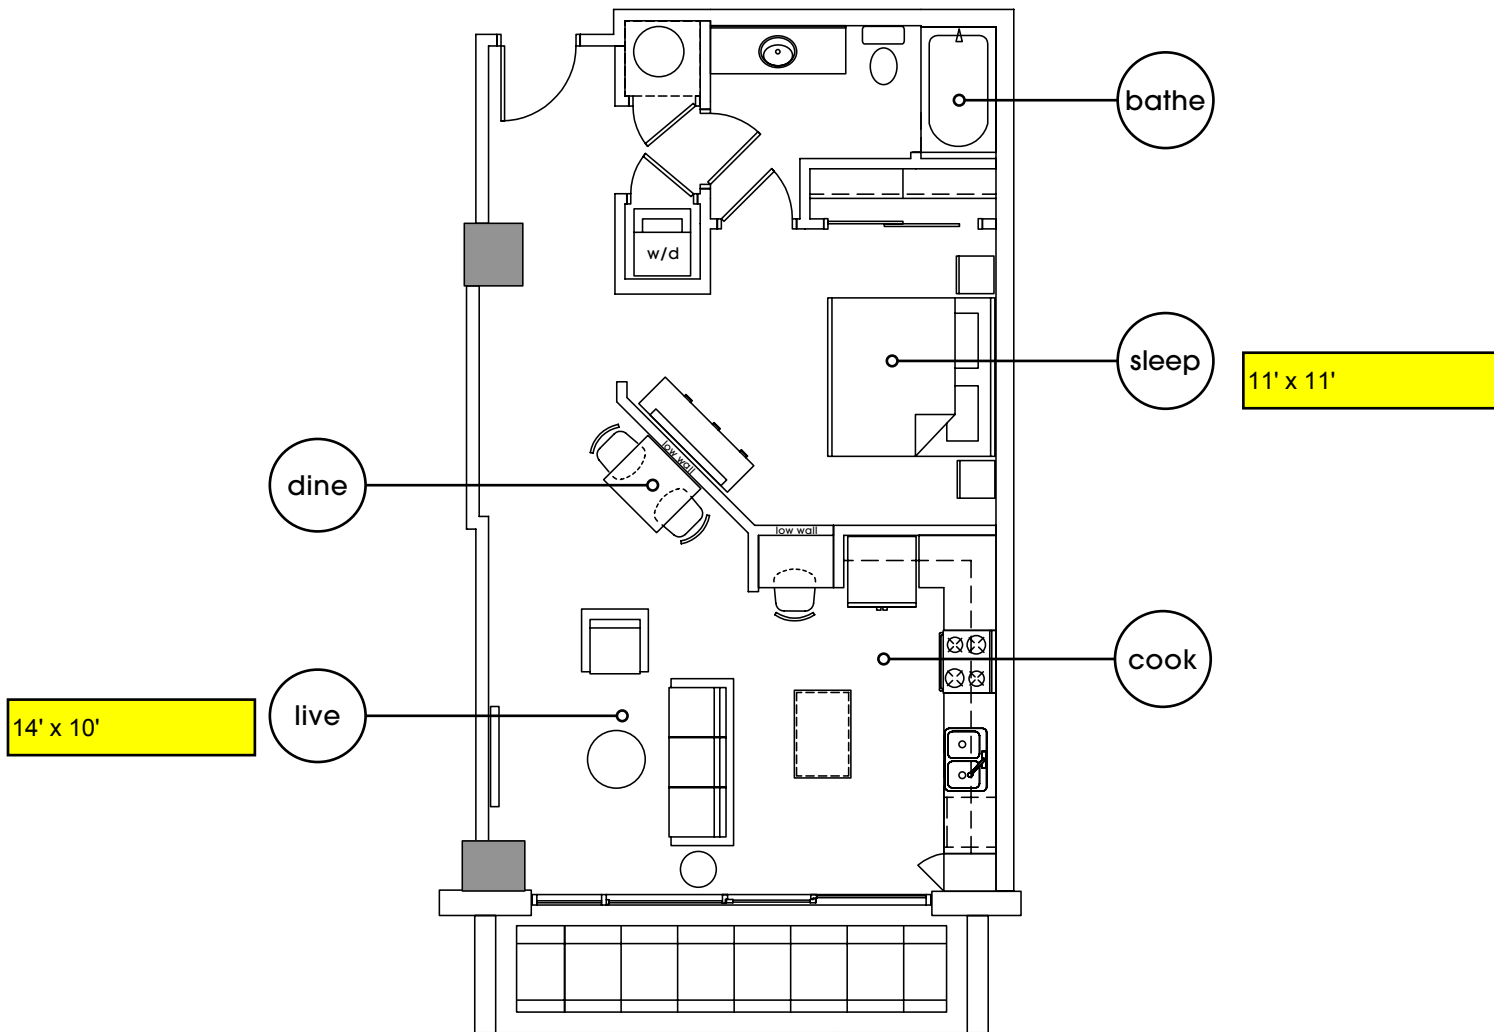 bathe
w/d
sleep
11' x 11'
low wall
dine
low wall
cook
live
14' x 10'